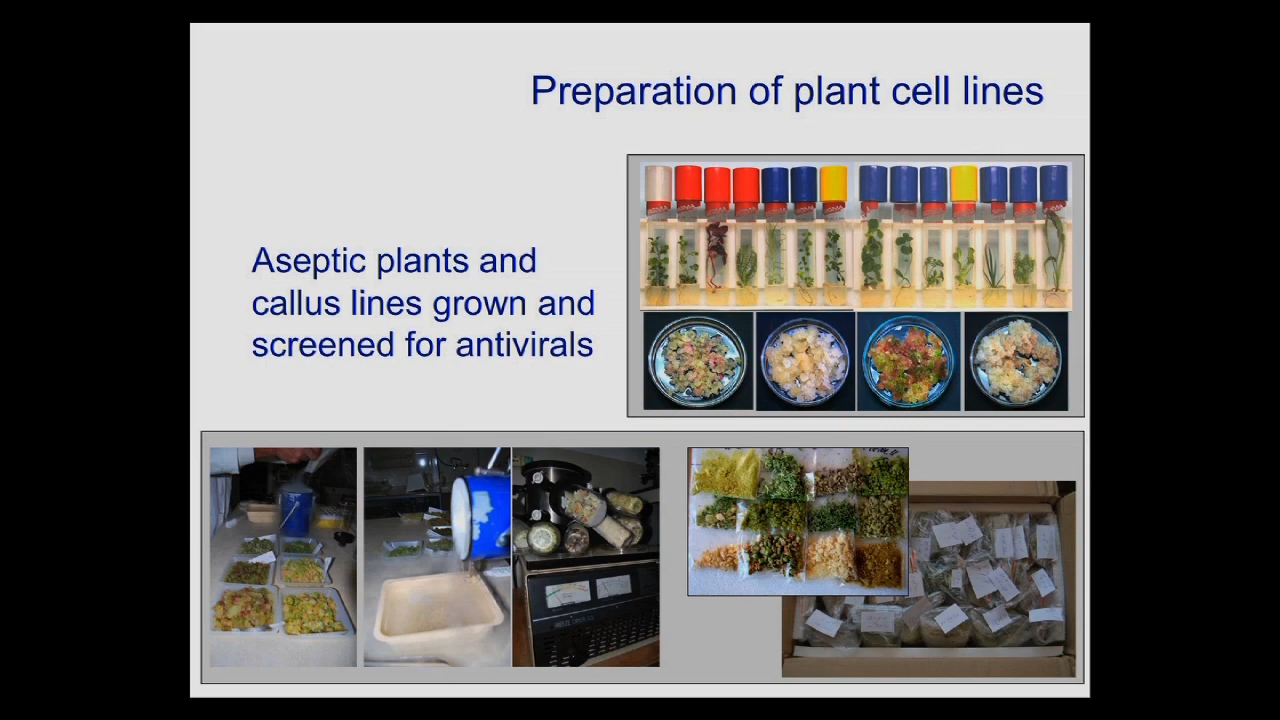 Preparation of plant cell lines
Aseptic plants and
callus lines grown and
screened for antivirals